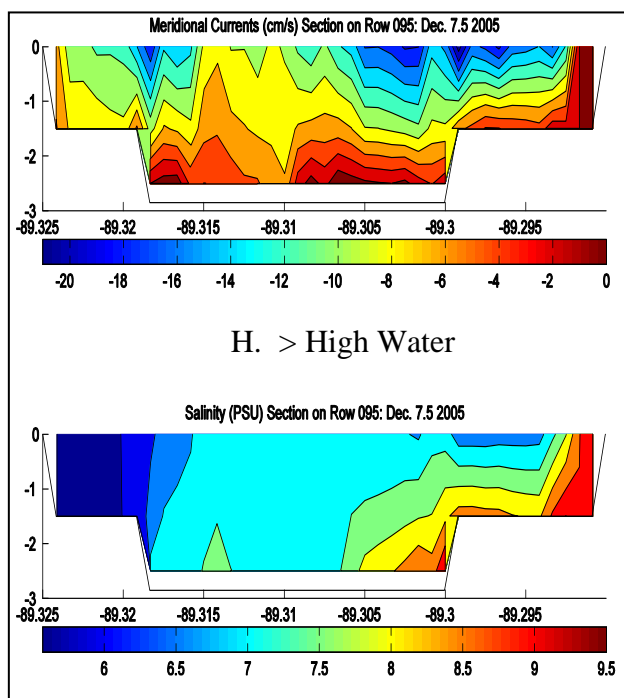 Meridional Currents (cm/s) Section on Row 095: Dec. 7.5 2005
0
-1
-2
-3
-89.325 -89.32 -89.315 -89.31 -89.305 -89.3 -89.295
-20 -18 -16 -14 -12 -10 -8 -6 -4 -2 0
H. > High Water
Salinity (PSU) Section on Row 095: Dec. 7.5 2005
0
-1
-2
-3
-89.325 -89.32 -89.315 -89.31 -89.305 -89.3 -89.295
6 6.5 7 7.5 8 8.5 9 9.5